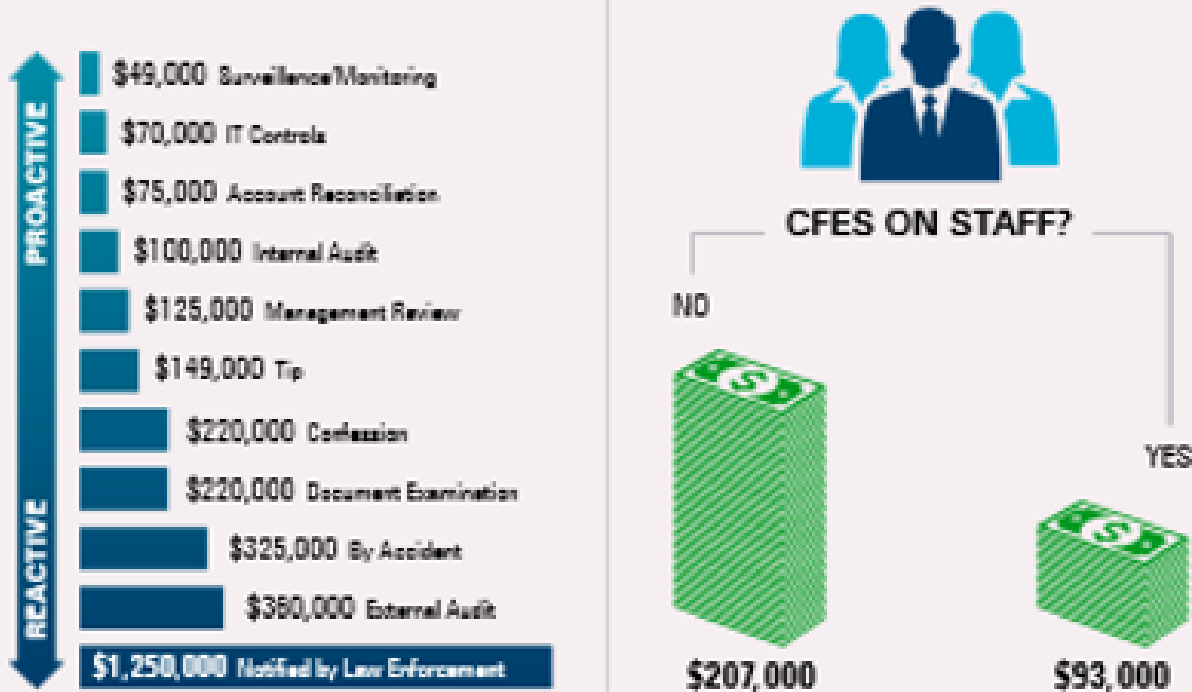 PROACTIVE
REACTIVE
$49,000 Surveillance/Monitoring
$70,000 IT Controls
$75,000 Account Reconciliation
$100,000 Internal Audit
$125,000 Management Review
$149,000 Tip
$220,000 Confession
$220,000 Document Examination
$325,000 By Accident
$360,000 External Audit
$1,250,000 Notified by Law Enforcement
CFES ON STAFF?
NO
YES
$207,000
$93,000